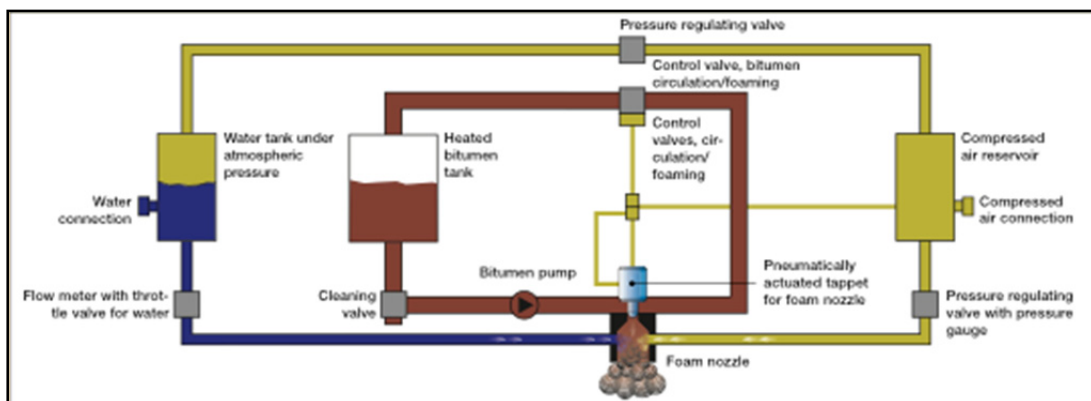 Pressure regulating valve
Control valve, bitumen
circulation/foaming
Water tank under
atmospheric
pressure
Heated
bitumen
tank
Control
valves, cir-
culation/
foaming
Compressed
air reservoir
Water
connection
Compressed
air connection
Bitumen pump
Pneumatically
actuated tappet
for foam nozzle
Flow meter with throt-
tle valve for water
Cleaning
valve
Pressure regulating
valve with pressure
gauge
Foam nozzle